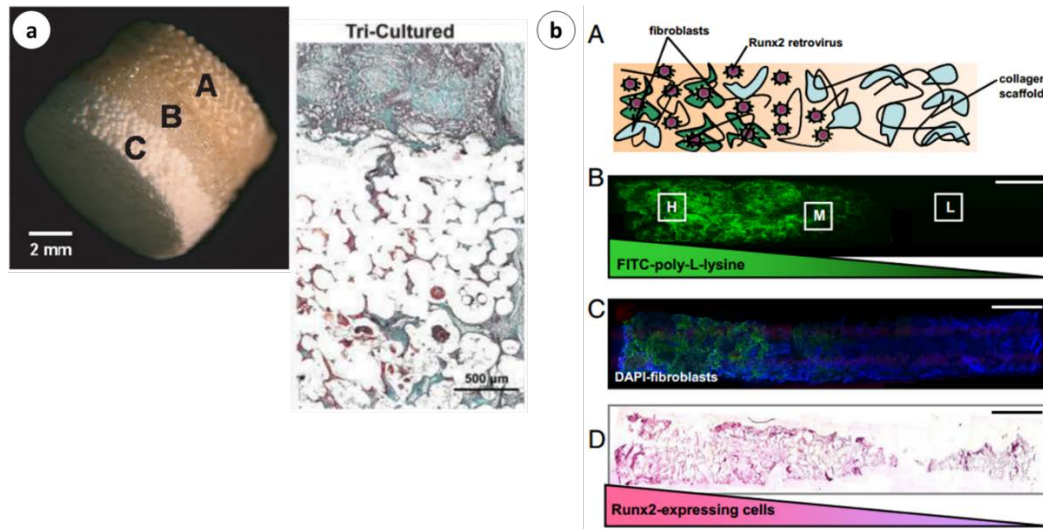 a
A
B
C
2 mm
Tri-Cultured
500 µm
b
A
fibroblasts
Runx2 retrovirus
collagen
scaffold
B
H
M
L
FITC-poly-L-lysine
C
DAPI-fibroblasts
D
Runx2-expressing cells